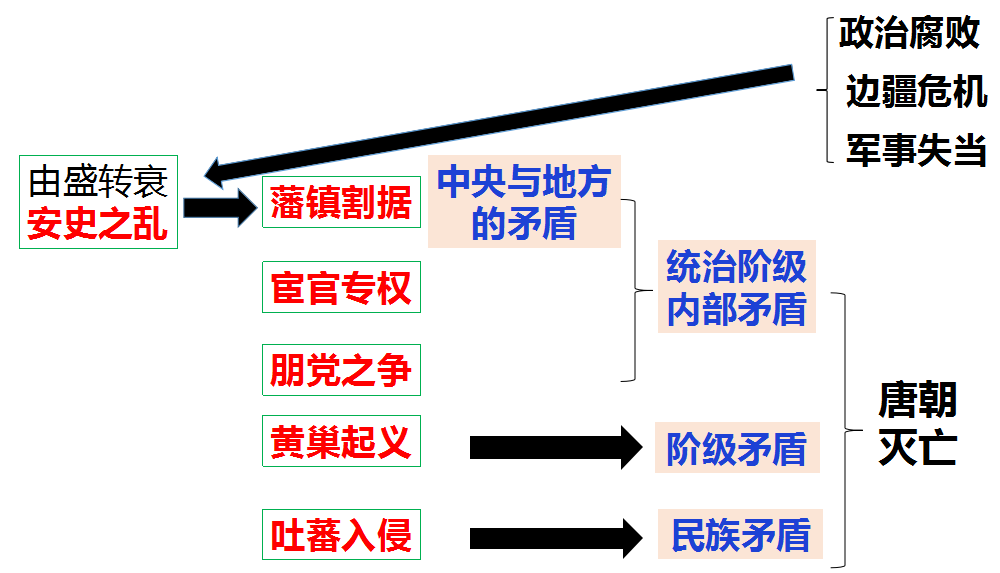 政治腐败
边疆危机
军事失当
由盛转衰
安史之乱
藩镇割据
中央与地方
的矛盾
宦官专权
统治阶级
内部矛盾
朋党之争
唐朝
灭亡
黄巢起义
阶级矛盾
吐蕃入侵
民族矛盾